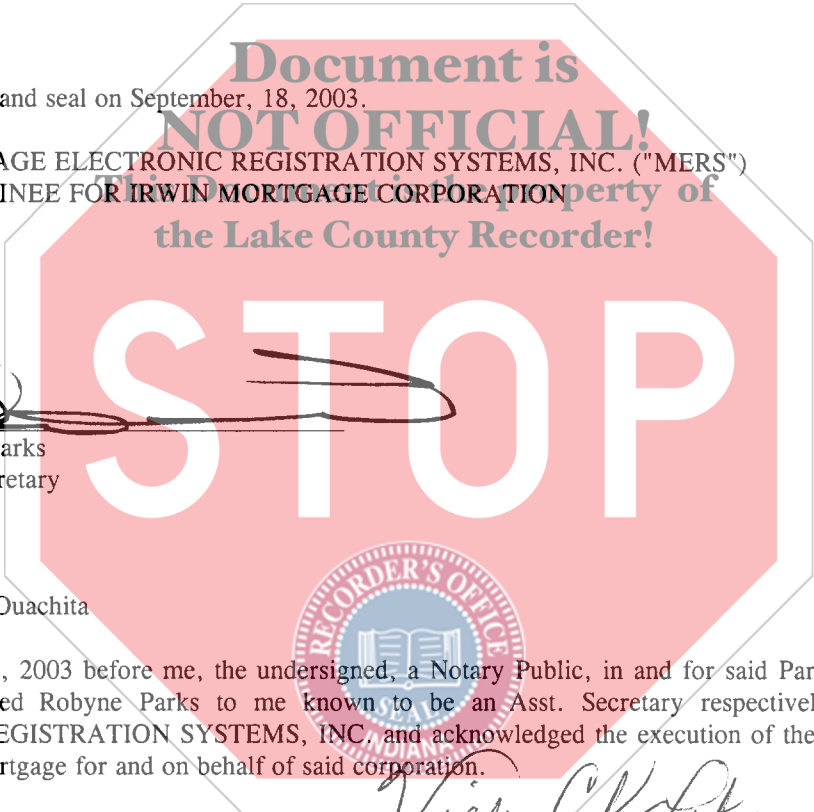 Document is
and seal on September, 18, 2003.
NOT OFFICIAL!
AGE ELECTRONIC REGISTRATION SYSTEMS, INC. ("MERS")
INEE FOR IRWIN MORTGAGE CORPORATION
This Document is the property of
the Lake County Recorder!
STOP
arks
retary
RECORDER'S OFFICE
Ouachita
, 2003 before me, the undersigned, a Notary Public, in and for said Par
ed Robyne Parks to me known to be an Asst. Secretary respectivel
SEAL
EGISTRATION SYSTEMS, INC. and acknowledged the execution of the
INDIANA
rtgage for and on behalf of said corporation.